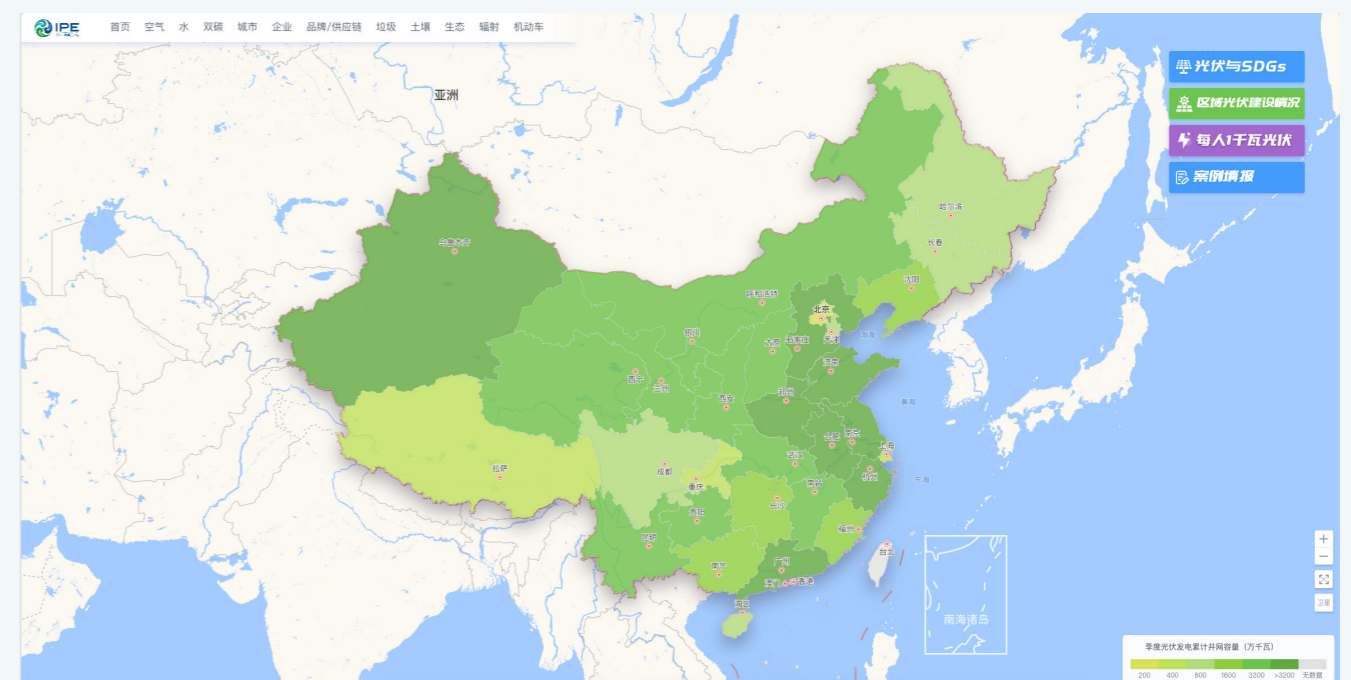 IPE 首页 空气 水 双碳 城市 企业 品牌/供应链 垃圾 土壤 生态 辐射 机动车
光伏与SDGs
亚洲
区域光伏建设情况
每人1千瓦光伏
案例填报
哈尔滨
乌鲁木齐
长春
沈阳
呼和浩特
北京
银川
太原 石家庄 天津 渤海
济南
西宁
兰州
西安 郑州 黄海
合肥 南京
上海
武汉
拉萨 成都 杭州 东海
重庆 南昌
长沙
贵阳
福州
昆明
台北
广州
南宁
澳门 香港
海口
南海诸岛
+
−
卫星
季度光伏发电累计并网容量（万千瓦）
200 400 800 1600 3200 >3200 无数据